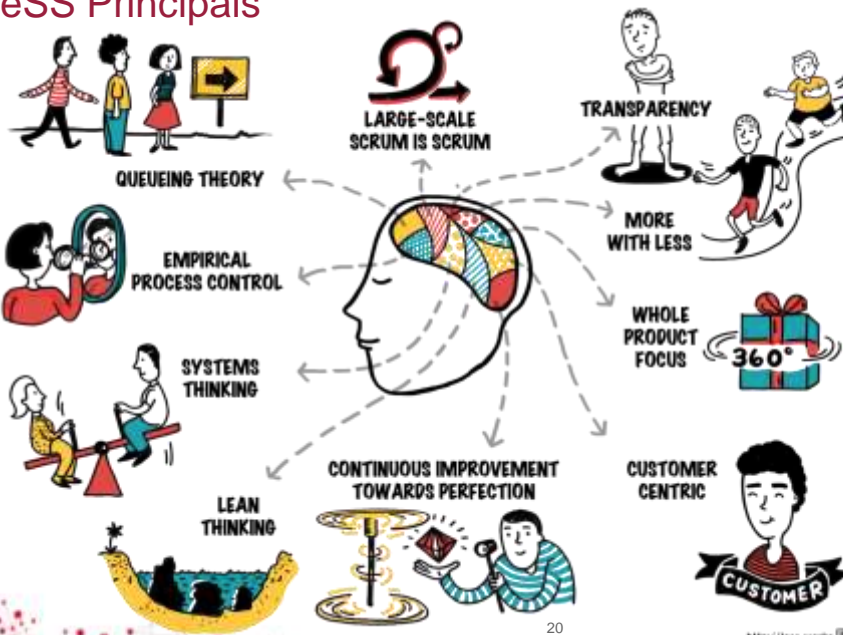 eSS Principals
LARGE-SCALE
SCRUM IS SCRUM
TRANSPARENCY
QUEUEING THEORY
MORE
WITH LESS
EMPIRICAL
PROCESS CONTROL
WHOLE
PRODUCT
FOCUS
360°
SYSTEMS
THINKING
CONTINUOUS IMPROVEMENT
TOWARDS PERFECTION
CUSTOMER
CENTRIC
LEAN
THINKING
CUSTOMER
20